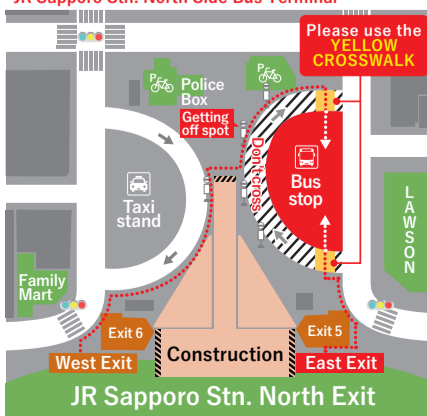 JR Sapporo Stn. North Side Bus Terminal
Please use the
YELLOW
CROSSWALK
P
Police
Box
P
Getting
off spot
Don't cross
Taxi
stand
Bus
stop
LAWSON
Family
Mart
Exit 6
Exit 5
West Exit
Construction
East Exit
JR Sapporo Stn. North Exit